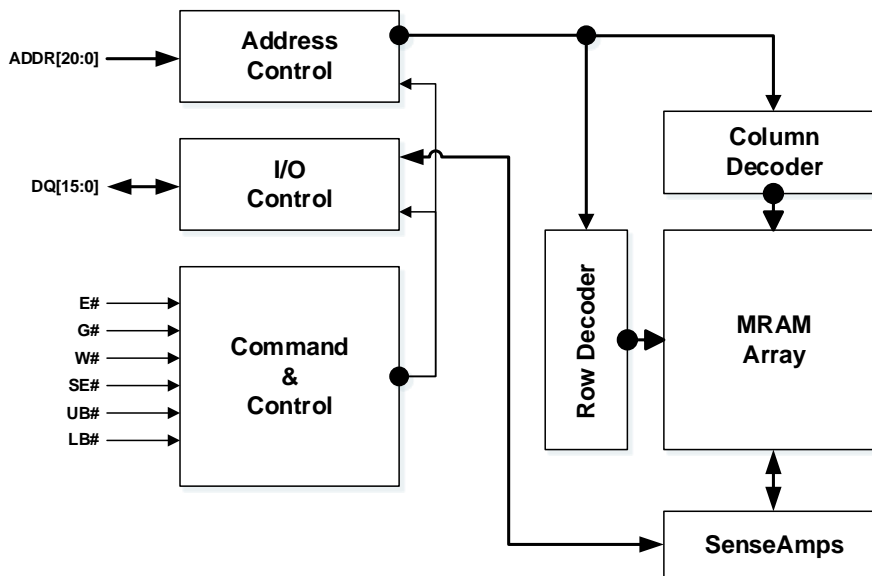 ADDR[20:0]
Address
Control
DQ[15:0]
I/O
Control
Column
Decoder
E#
G#
W#
SE#
UB#
LB#
Command
&
Control
Row Decoder
MRAM
Array
SenseAmps